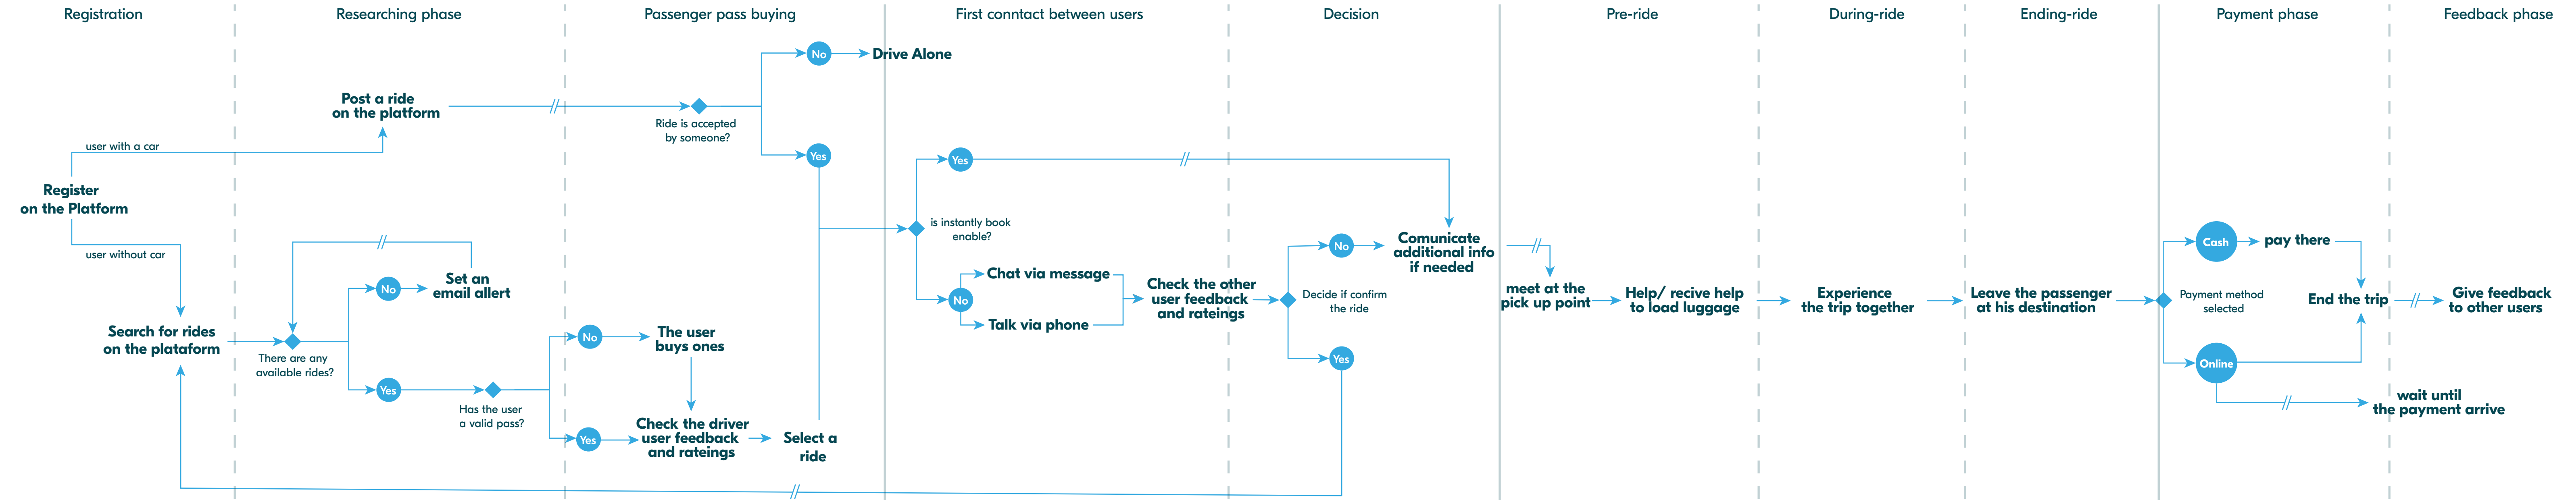 Registration
Researching phase
Passenger pass buying
First conntact between users
Decision
Pre-ride
During-ride
Ending-ride
Payment phase
Feedback phase
No
Drive Alone
Post a ride
on the platform
Ride is accepted
by someone?
user with a car
Yes
Yes
Register
on the Platform
is instantly book
enable?
user without car
No
Comunicate
additional info
if needed
Cash
pay there
Set an
email allert
No
Chat via message
No
Talk via phone
Check the other
user feedback
and rateings
Decide if confirm
the ride
meet at the
pick up point
Help/ recive help
to load luggage
Experience
the trip together
Leave the passenger
at his destination
Payment method
selected
End the trip
Give feedback
to other users
Search for rides
on the plataform
There are any
available rides?
No
The user
buys ones
Yes
Online
Yes
Has the user
a valid pass?
wait until
the payment arrive
Yes
Check the driver
user feedback
and rateings
Select a
ride